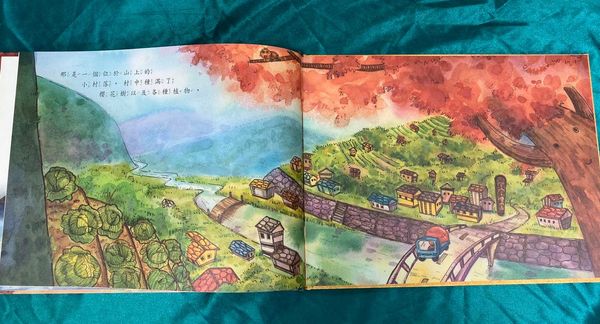 那是一個位於山上的
小村落，村中種滿了
櫻花樹以及各種植物。